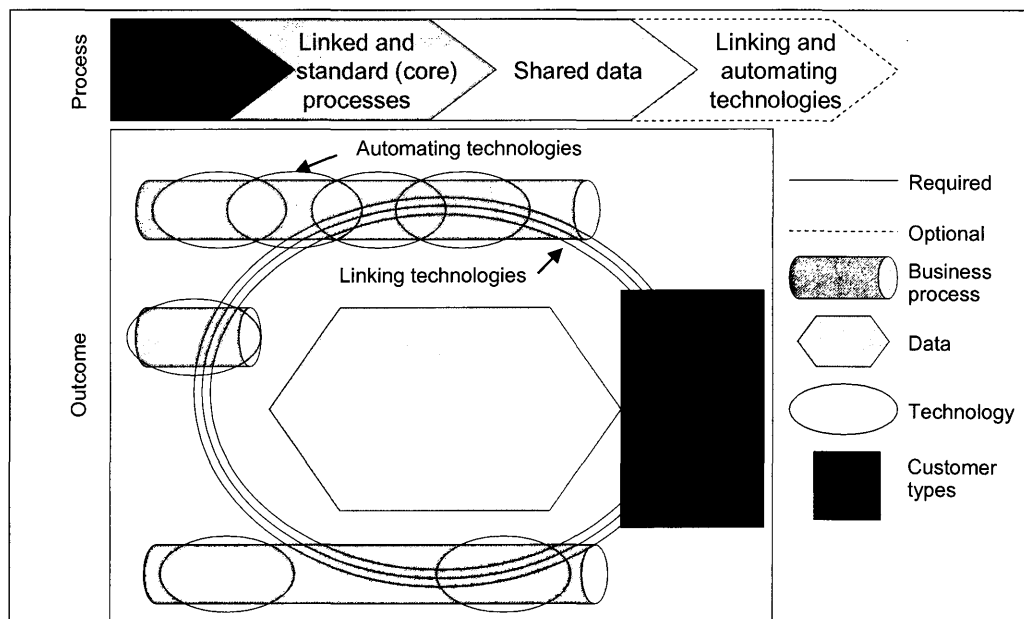 Process
Linked and
standard (core)
processes
Shared data
Linking and
automating
technologies
Outcome
Automating technologies
Linking technologies
Required
Optional
Business
process
Data
Technology
Customer
types